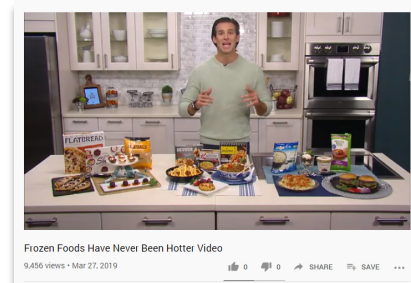 FLATBREAD
Frozen Foods Have Never Been Hotter Video
9,456 views • Mar 27, 2019
0
0
SHARE
SAVE